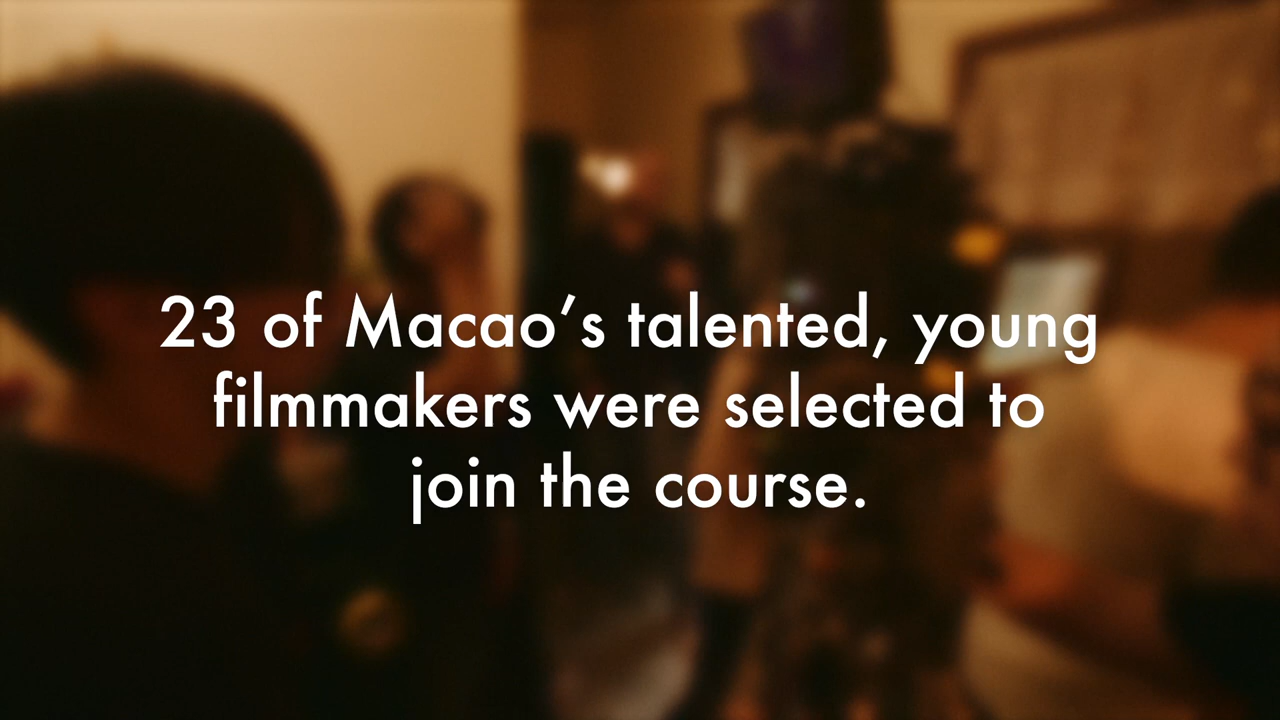 23 of Macao’s talented, young
filmmakers were selected to
join the course.